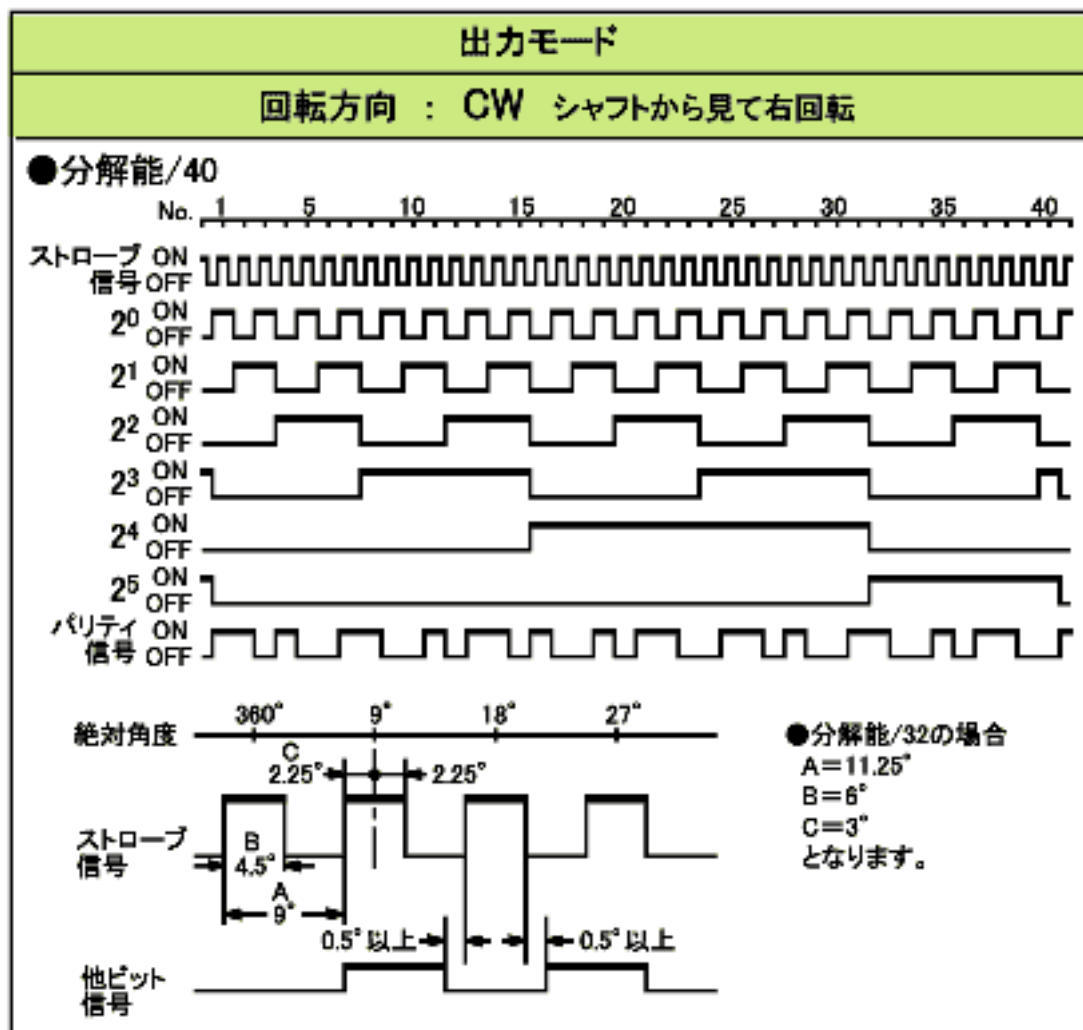 出力モード
回転方向 : CW シャフトから見て右回転
●分解能/40
No. 1 5 10 15 20 25 30 35 40
ストローブ信号 ON OFF
2⁰ ON OFF
2¹ ON OFF
2² ON OFF
2³ ON OFF
2⁴ ON OFF
2⁵ ON OFF
パリティ信号 ON OFF
絶対角度 360° 9° 18° 27°
C
2.25° 2.25°
ストローブ信号
B
4.5°
A
9°
0.5°以上 0.5°以上
他ビット信号
●分解能/32の場合
A=11.25°
B=6°
C=3°
となります。